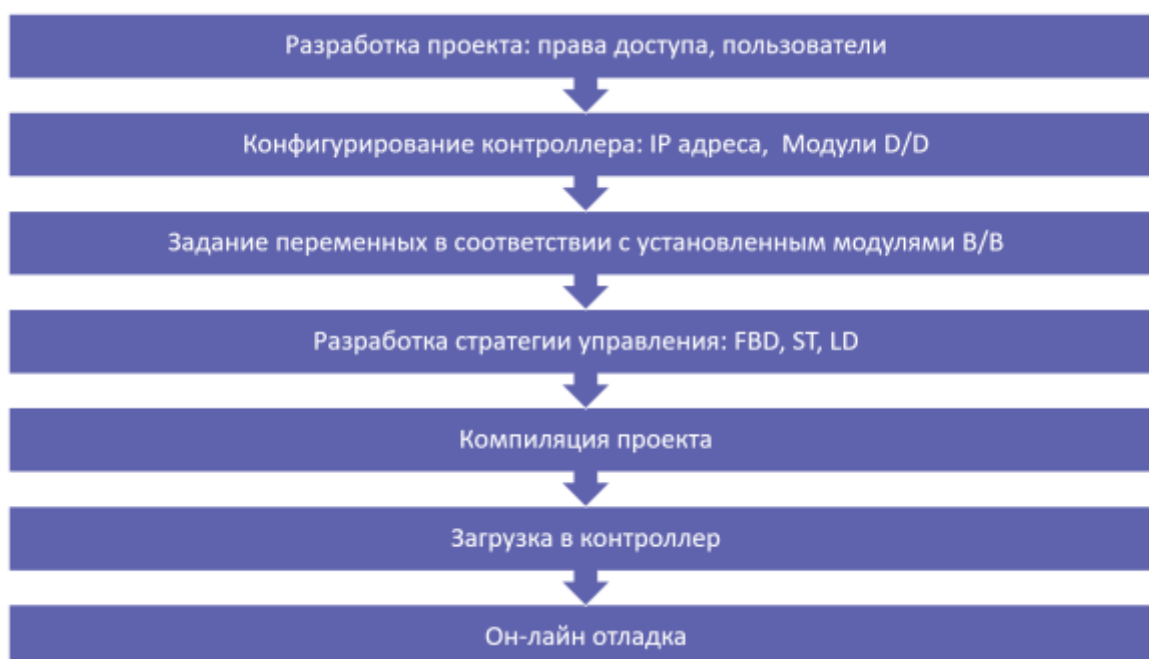 Разработка проекта: права доступа, пользователи
Конфигурирование контроллера: IP адреса, Модули D/D
Задание переменных в соответствии с установленным модулями В/В
Разработка стратегии управления: FBD, ST, LD
Компиляция проекта
Загрузка в контроллер
Он-лайн отладка